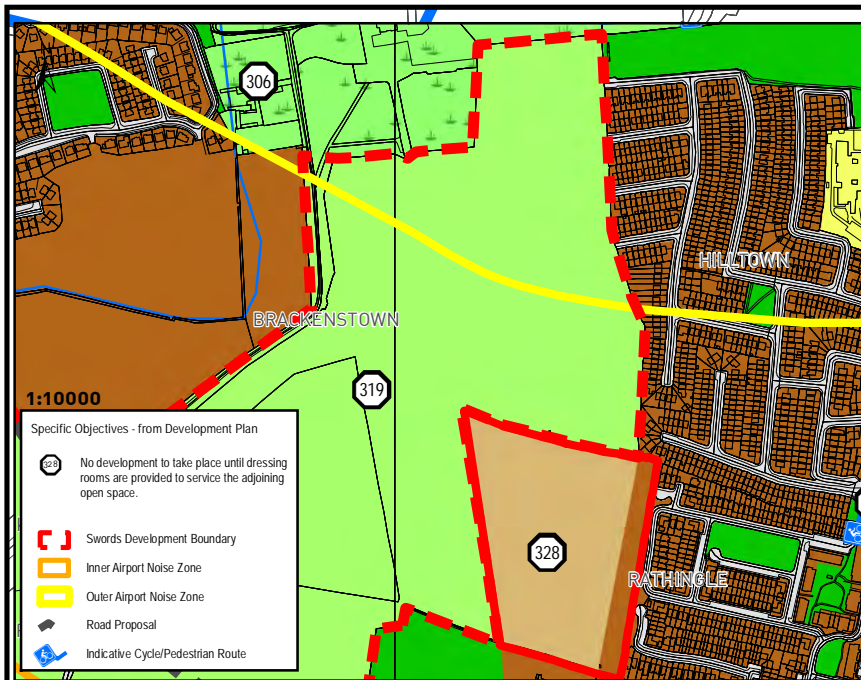 306
HILLTOWN
BRACKENSTOWN
319
1:10000
Specific Objectives - from Development Plan
328 No development to take place until dressing
rooms are provided to service the adjoining
open space.
Swords Development Boundary
Inner Airport Noise Zone
Outer Airport Noise Zone
Road Proposal
Indicative Cycle/Pedestrian Route
328
RATHINGLE